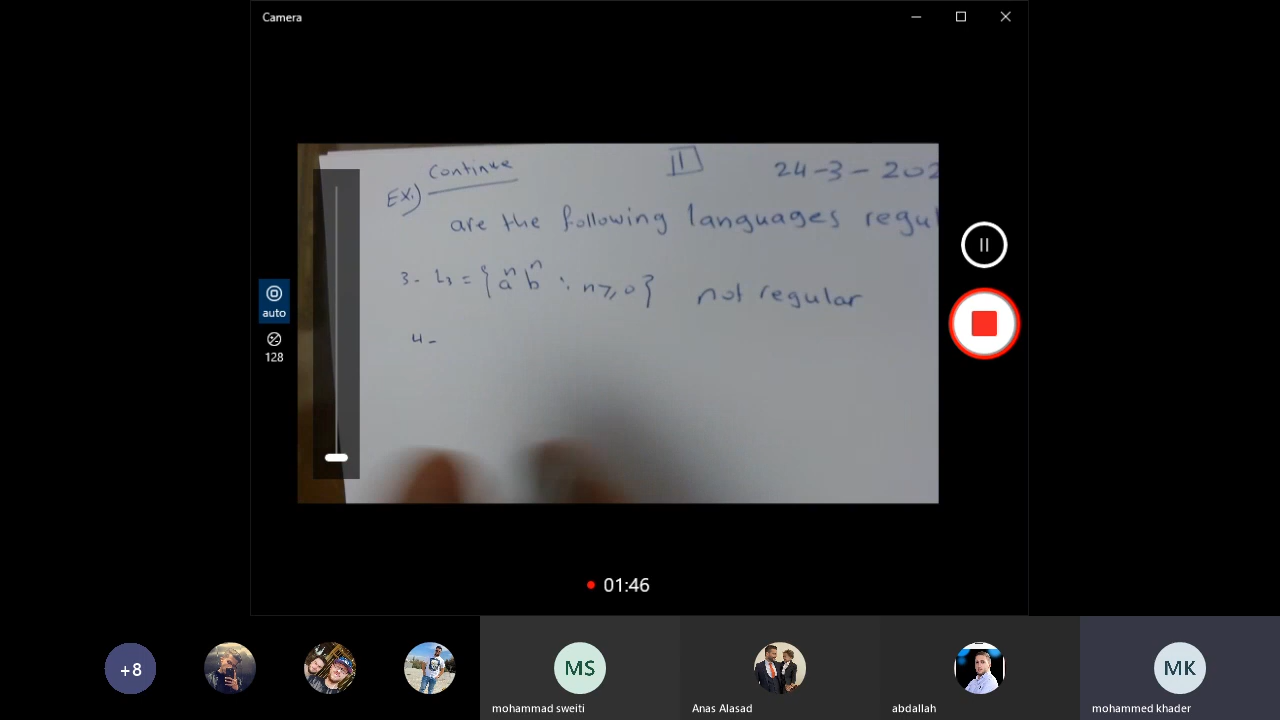 Camera
Continue
11
24-3-202
EX.)
are the following languages regul
3- L3 = { a^n b^n : n ≥ 0 } not regular
4-
auto
128
01:46
+8
MS
MK
mohammad sweiti
Anas Alasad
abdallah
mohammed khader